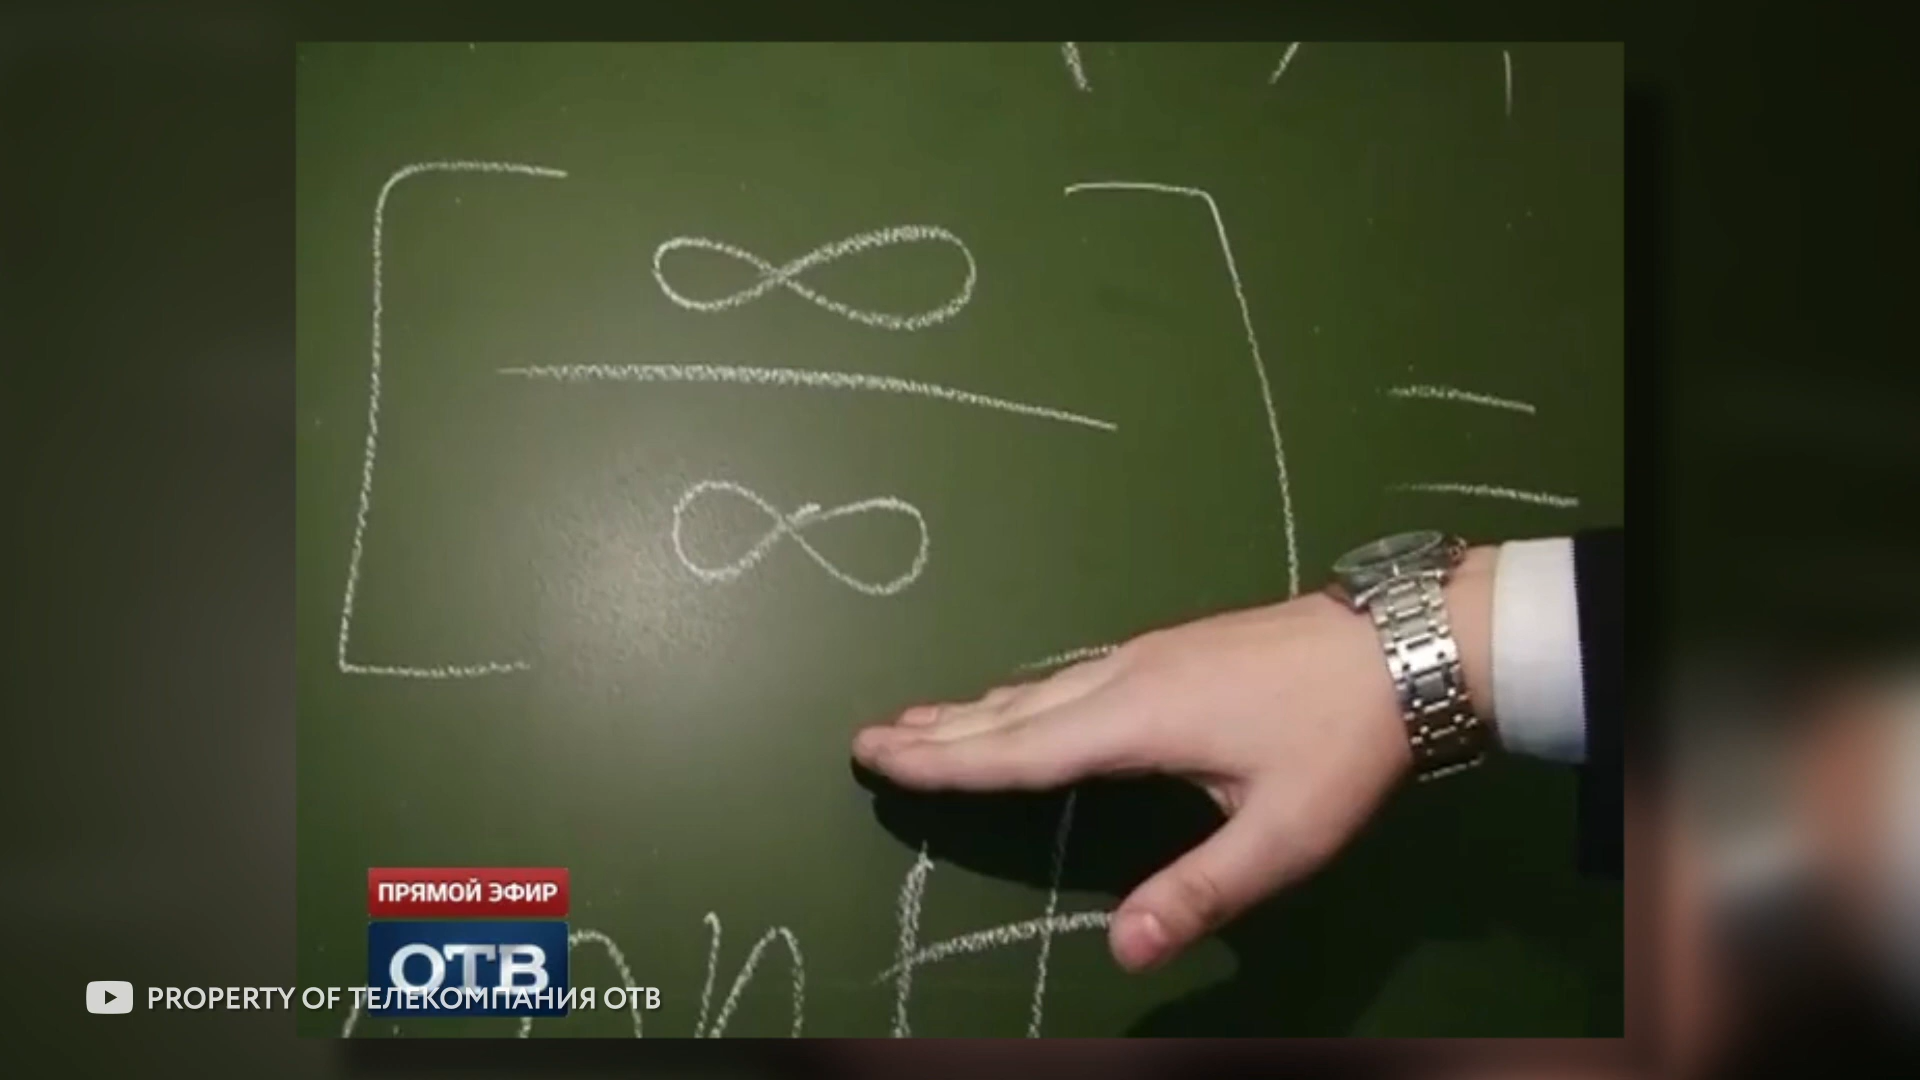 [∞/∞] =
ПРЯМОЙ ЭФИР
ОТВ
PROPERTY OF ТЕЛЕКОМПАНИЯ ОТВ